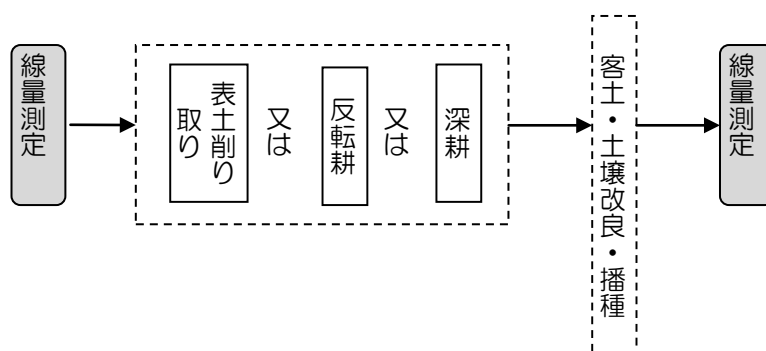 線量測定
表土削り
取り
又は
反転耕
又は
深耕
客土・土壌改良・播種
線量測定